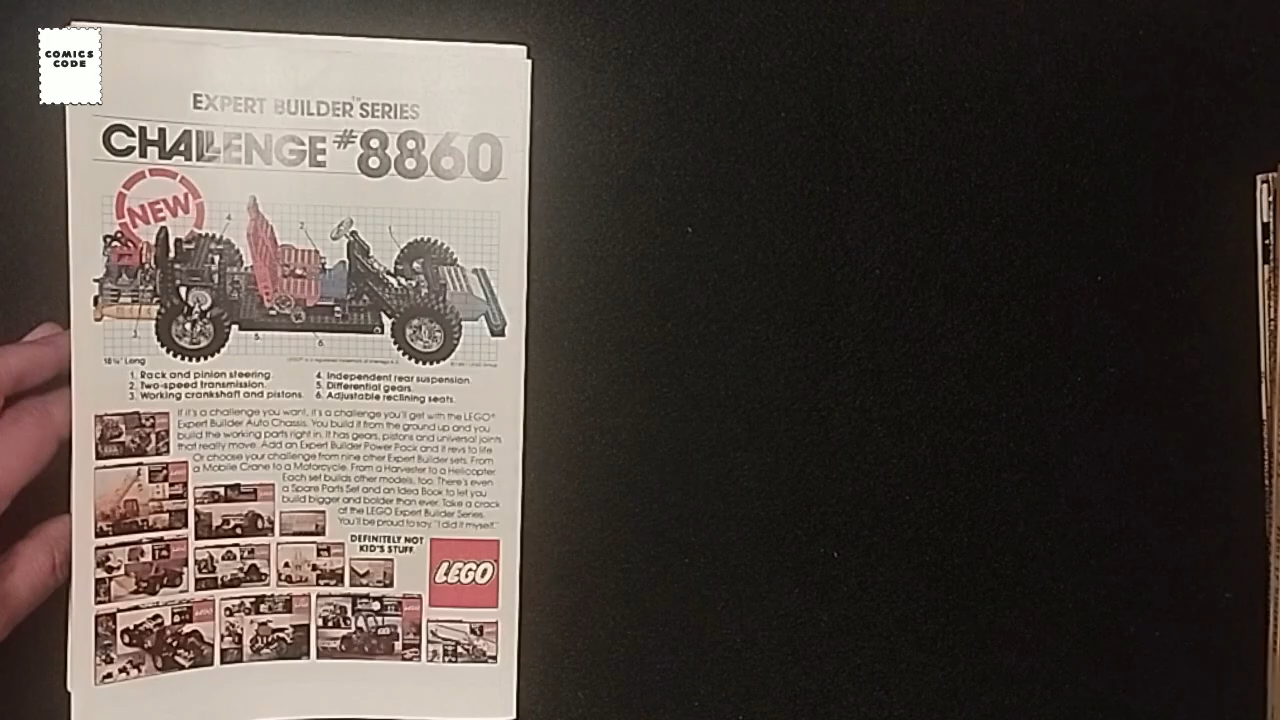 COMICS
CODE
EXPERT BUILDER™ SERIES
CHALLENGE #8860
NEW
4.
2.
1.
3.
5.
6.
18¼" Long
1. Rack and pinion steering.
2. Two-speed transmission.
3. Working crankshaft and pistons.
4. Independent rear suspension.
5. Differential gears.
6. Adjustable reclining seats.
If it's a challenge you want, it's a challenge you'll get with the LEGO®
Expert Builder Auto Chassis. You build it from the ground up and you
build the working parts right in. It has gears, pistons and universal joints
that really move. Add an Expert Builder Power Pack and it revs to life.
Or choose your challenge from nine other Expert Builder sets. From
a Mobile Crane to a Motorcycle. From a Harvester to a Helicopter.
Each set builds other models, too. There's even
a Spare Parts Set and an Idea Book to let you
build bigger and bolder than ever. Take a crack
at the LEGO Expert Builder Series.
You'll be proud to say, "I did it myself."
DEFINITELY NOT
KID'S STUFF.
LEGO